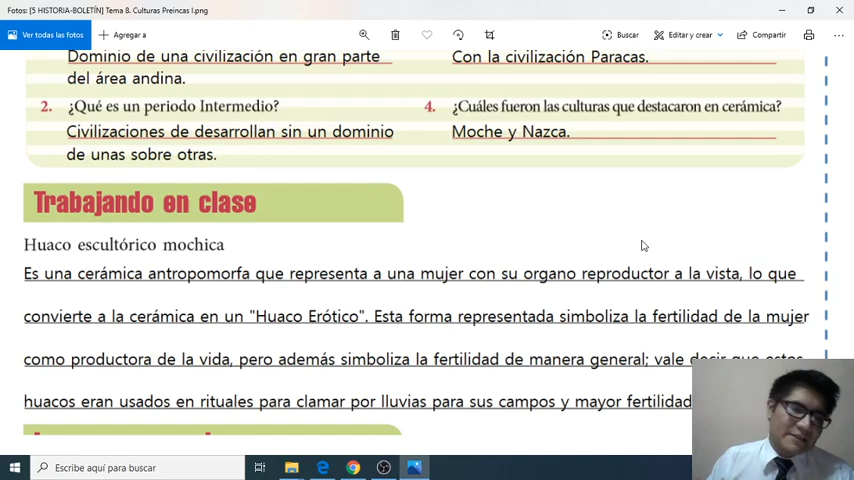 Fotos: [5 HISTORIA-BOLETÍN] Tema 8. Culturas Preincas I.png
Ver todas las fotos
Agregar a
Buscar
Editar y crear
Compartir
Dominio de una civilización en gran parte
del área andina.
Con la civilización Paracas.
2. ¿Qué es un periodo Intermedio?
Civilizaciones de desarrollan sin un dominio
de unas sobre otras.
4. ¿Cuáles fueron las culturas que destacaron en cerámica?
Moche y Nazca.
Trabajando en clase
Huaco escultórico mochica
Es una cerámica antropomorfa que representa a una mujer con su organo reproductor a la vista, lo que
convierte a la cerámica en un "Huaco Erótico". Esta forma representada simboliza la fertilidad de la mujer
como productora de la vida, pero además simboliza la fertilidad de manera general; vale decir que estos
huacos eran usados en rituales para clamar por lluvias para sus campos y mayor fertilidad
Escribe aquí para buscar